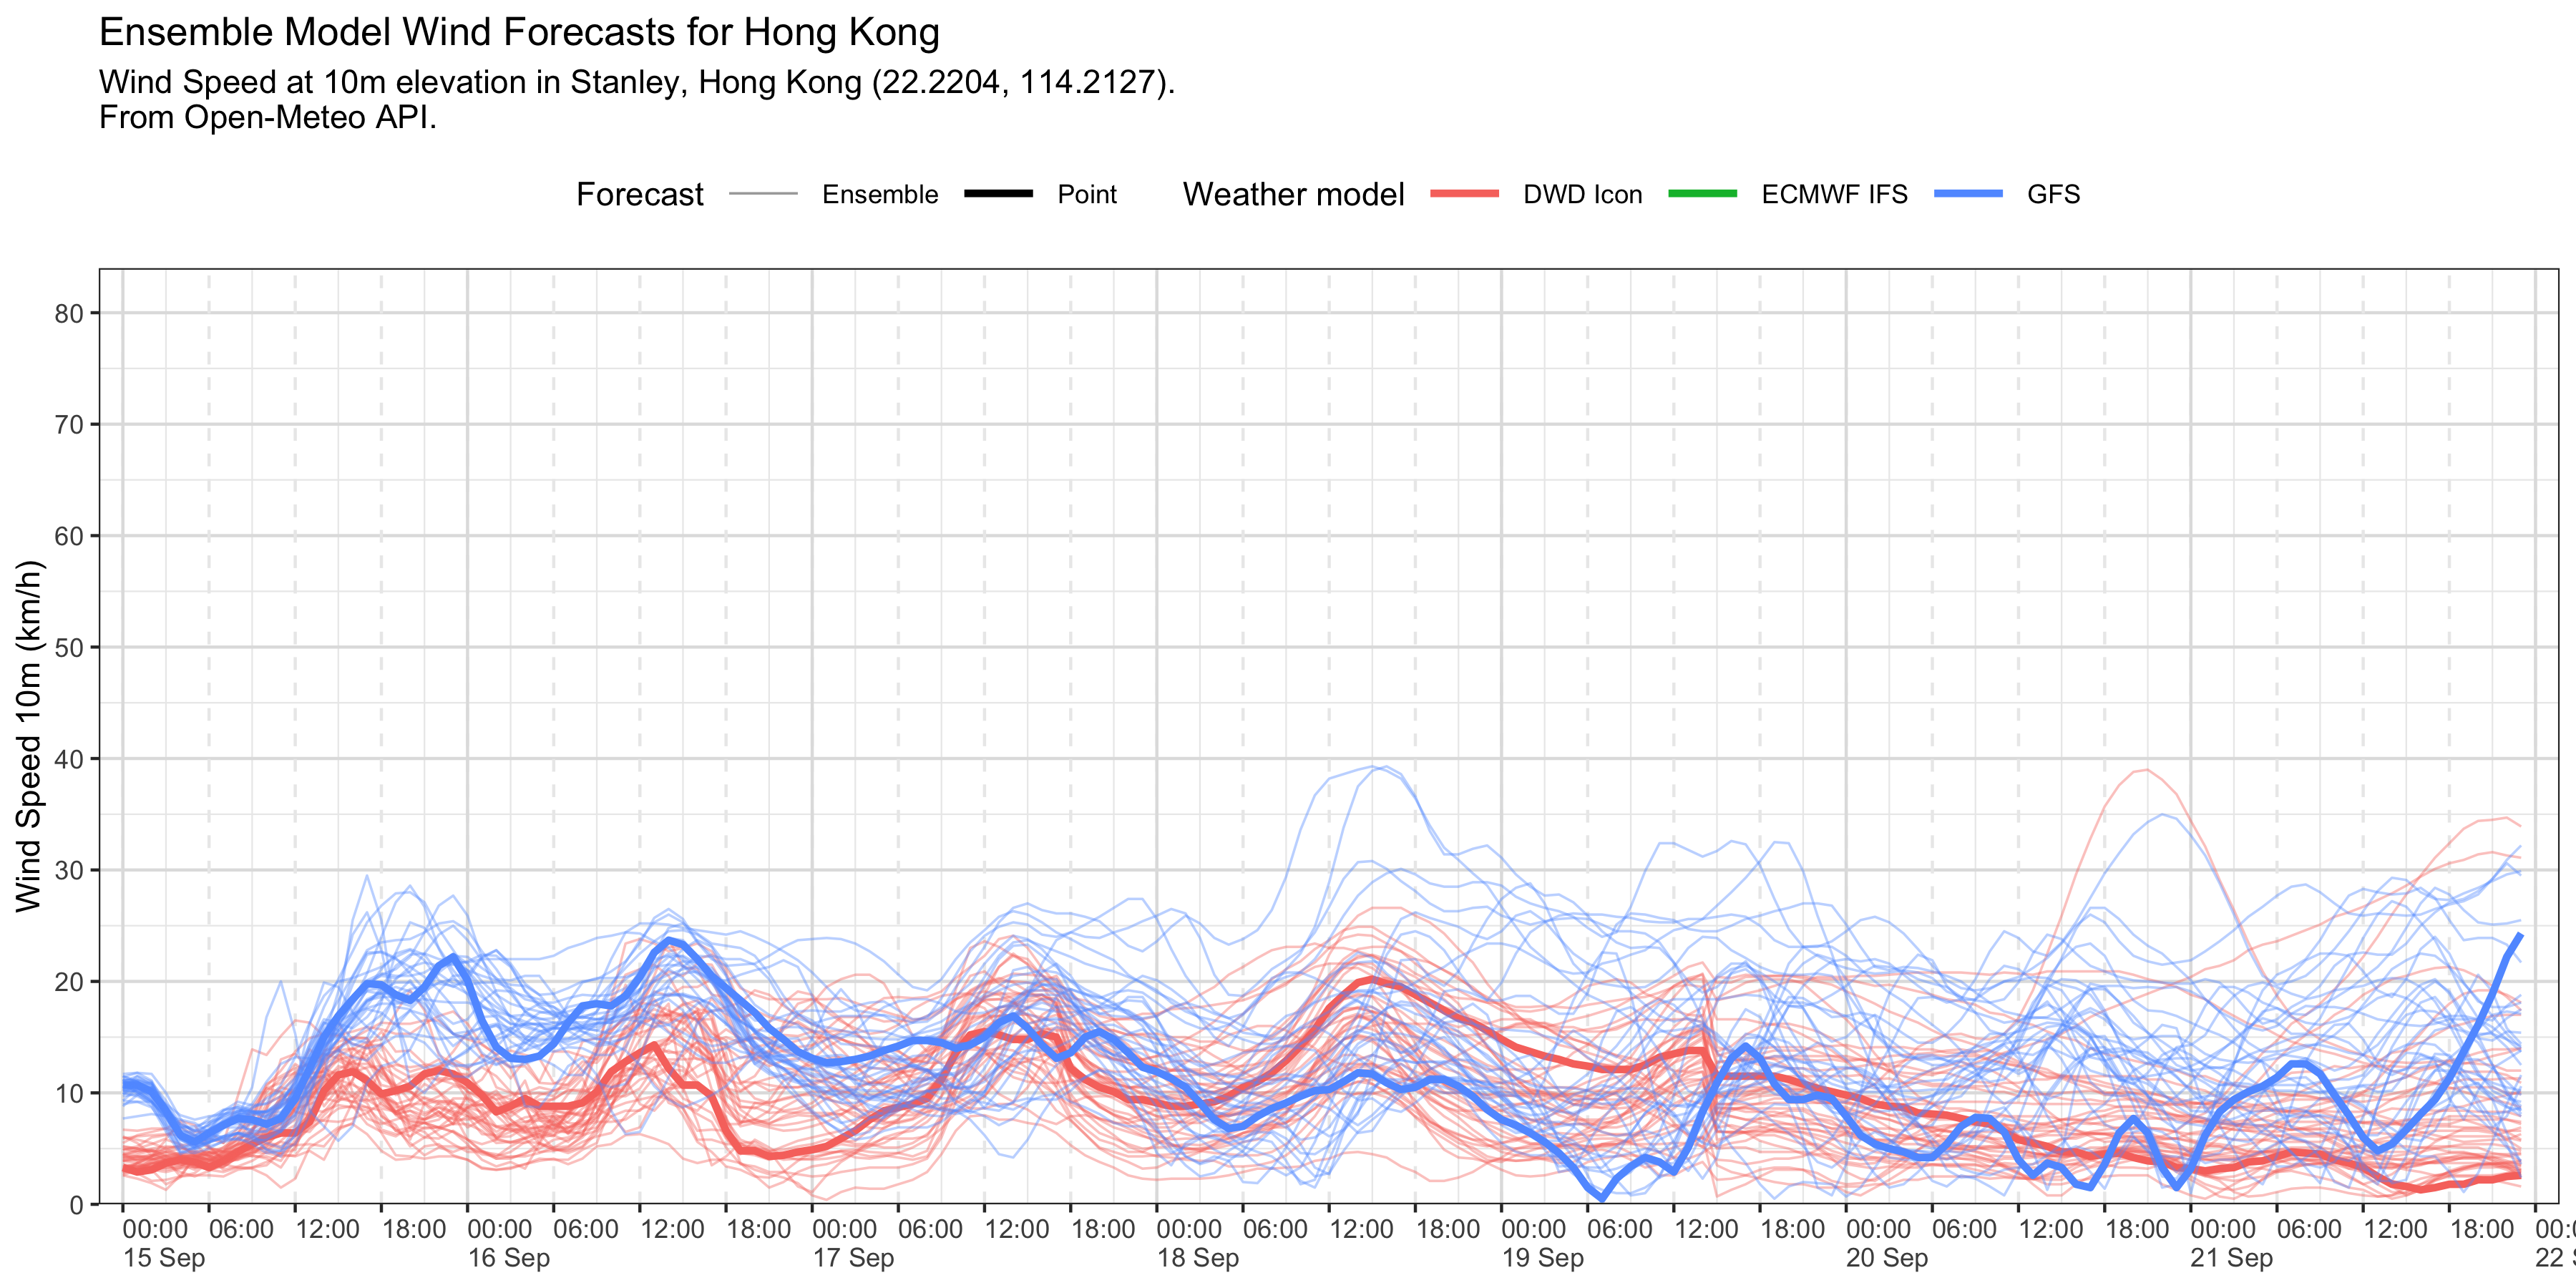 Ensemble Model Wind Forecasts for Hong Kong
Wind Speed at 10m elevation in Stanley, Hong Kong (22.2204, 114.2127).
From Open-Meteo API.
Forecast Ensemble Point Weather model DWD Icon ECMWF IFS GFS
Wind Speed 10m (km/h)
80
70
60
50
40
30
20
10
0
00:00 06:00 12:00 18:00 00:00 06:00 12:00 18:00 00:00 06:00 12:00 18:00 00:00 06:00 12:00 18:00 00:00 06:00 12:00 18:00 00:00 06:00 12:00 18:00 00:00 06:00 12:00 18:00
15 Sep 16 Sep 17 Sep 18 Sep 19 Sep 20 Sep 21 Sep 22